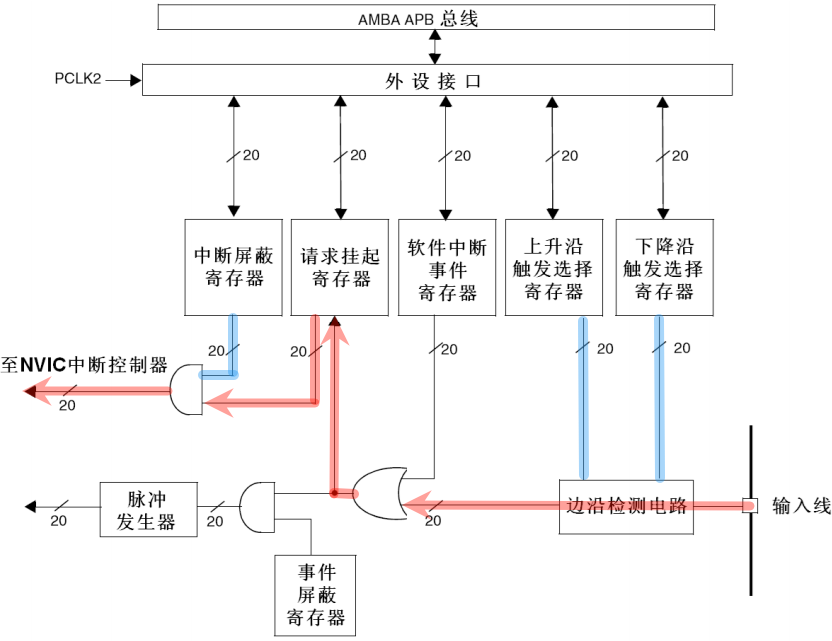 AMBA APB 总线
PCLK2
外设接口
20
20
20
20
20
中断屏蔽
寄存器
请求挂起
寄存器
软件中断
事件
寄存器
上升沿
触发选择
寄存器
下降沿
触发选择
寄存器
20
20
20
20
20
至NVIC中断控制器
20
脉冲
发生器
20
20
20
边沿检测电路
输入线
事件
屏蔽
寄存器